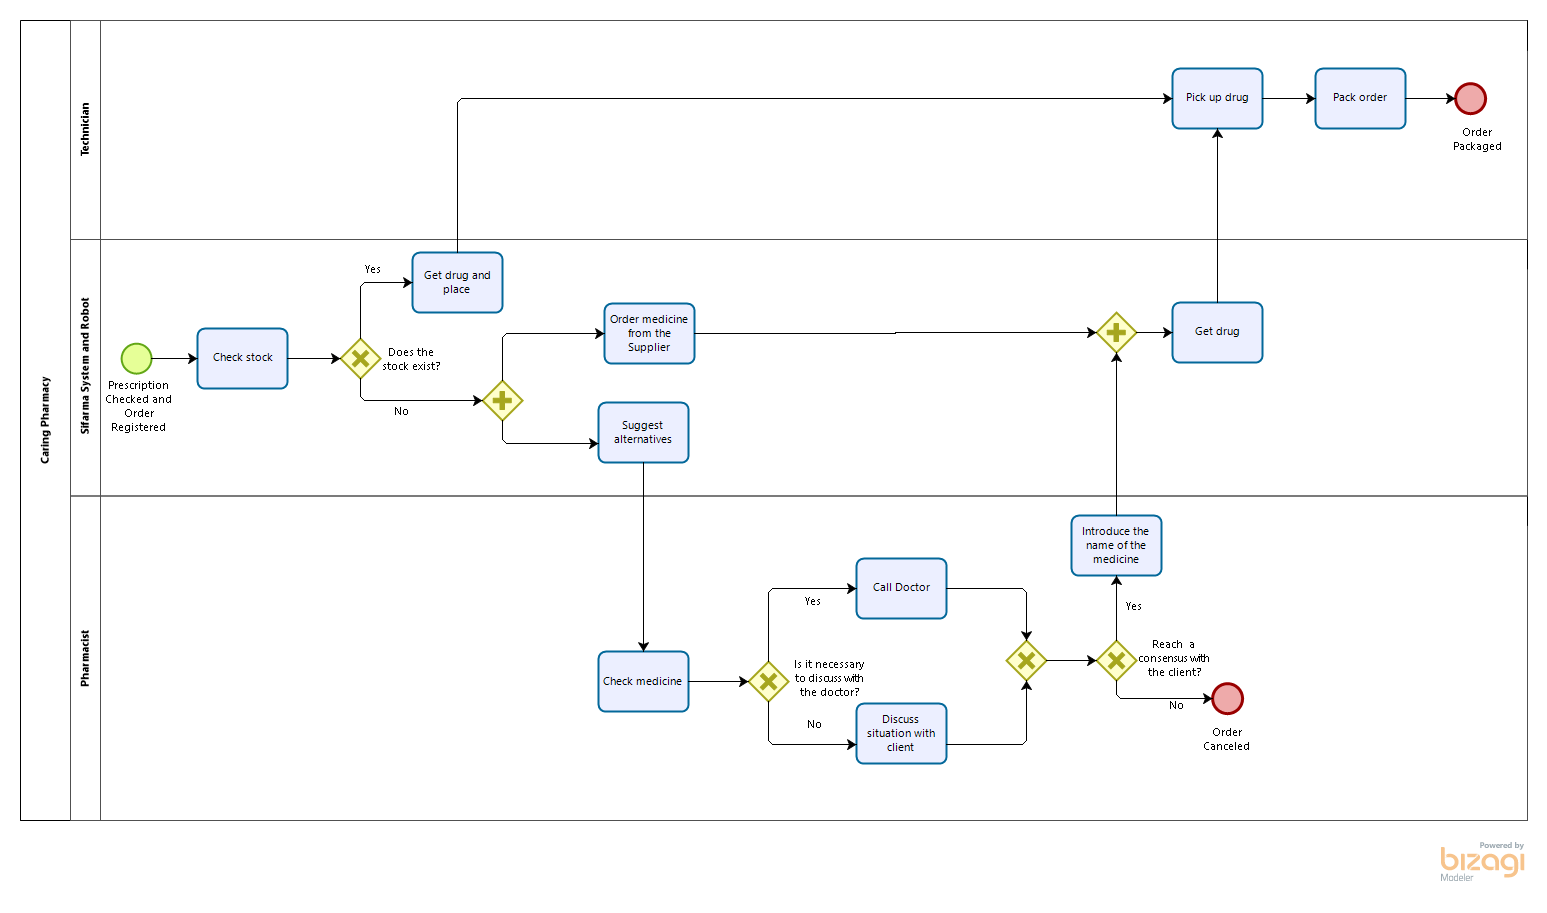 Caring Pharmacy
Technician
Pick up drug
Pack order
Order
Packaged
Sifarma System and Robot
Prescription
Checked and
Order
Registered
Check stock
Does the
stock exist?
Yes
No
Get drug and
place
Order medicine
from the
Supplier
Suggest
alternatives
Get drug
Pharmacist
Check medicine
Is it necessary
to discuss with
the doctor?
Yes
No
Call Doctor
Discuss
situation with
client
Reach a
consensus with
the client?
Yes
No
Introduce the
name of the
medicine
Order
Canceled
Powered by
bizagi
Modeler